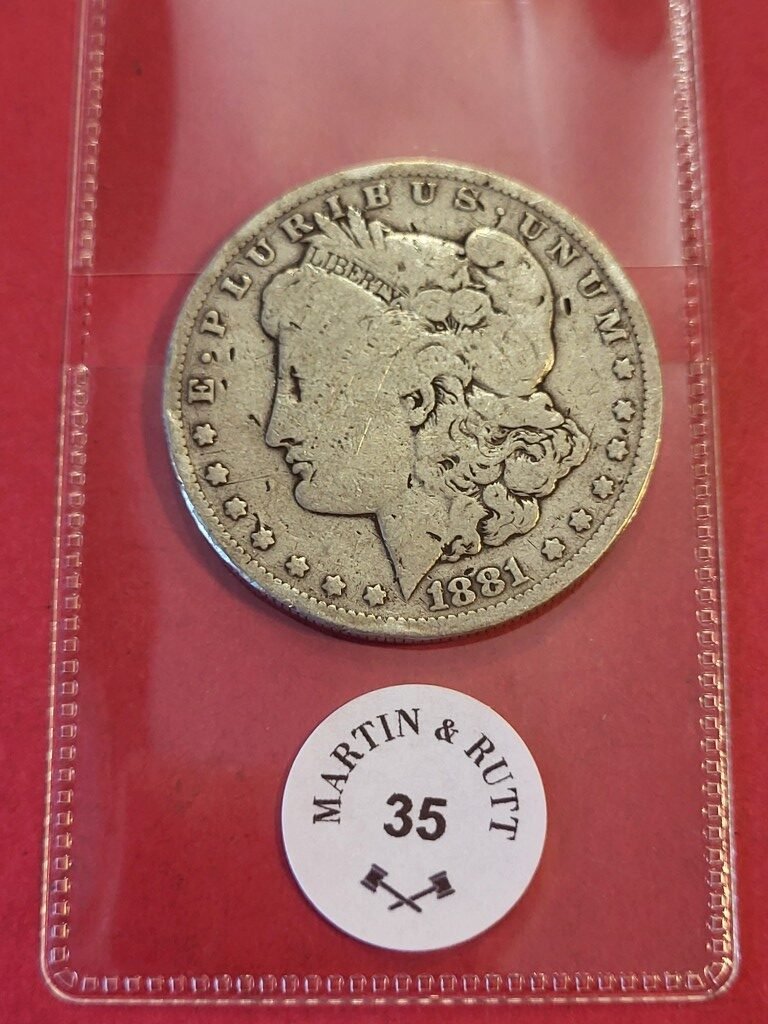 E·PLURIBUS·UNUM
LIBERTY
1881
MARTIN & RUTT
35